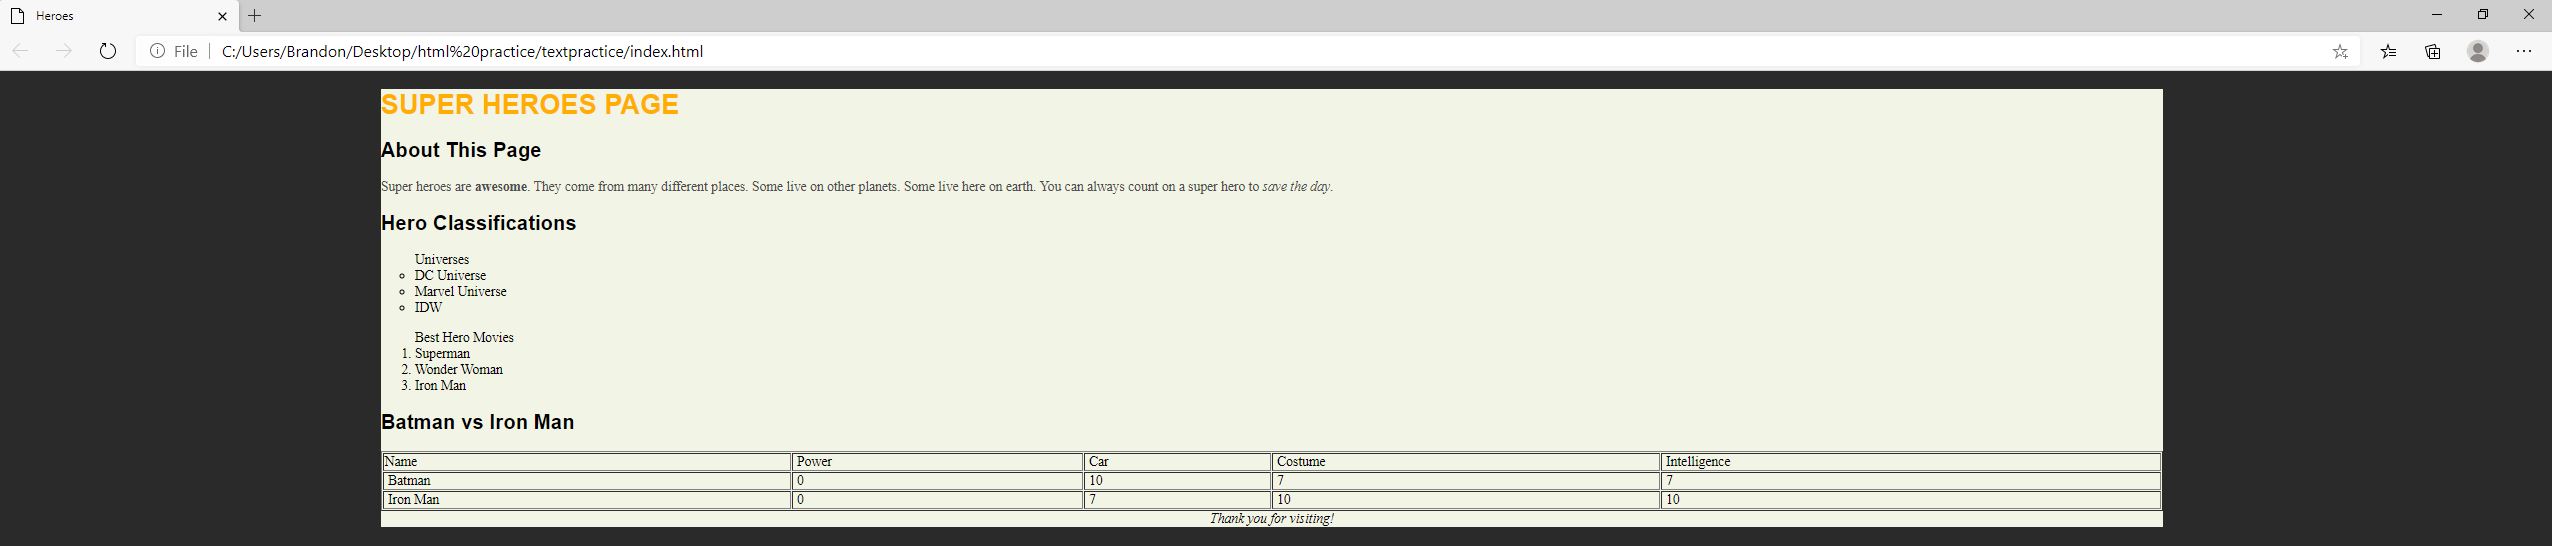 Heroes
File C:/Users/Brandon/Desktop/html%20practice/textpractice/index.html
SUPER HEROES PAGE
About This Page
Super heroes are awesome. They come from many different places. Some live on other planets. Some live here on earth. You can always count on a super hero to save the day.
Hero Classifications
Universes
DC Universe
Marvel Universe
IDW
Best Hero Movies
1. Superman
2. Wonder Woman
3. Iron Man
Batman vs Iron Man
Name Power Car Costume Intelligence
Batman 0 10 7 7
Iron Man 0 7 10 10
Thank you for visiting!